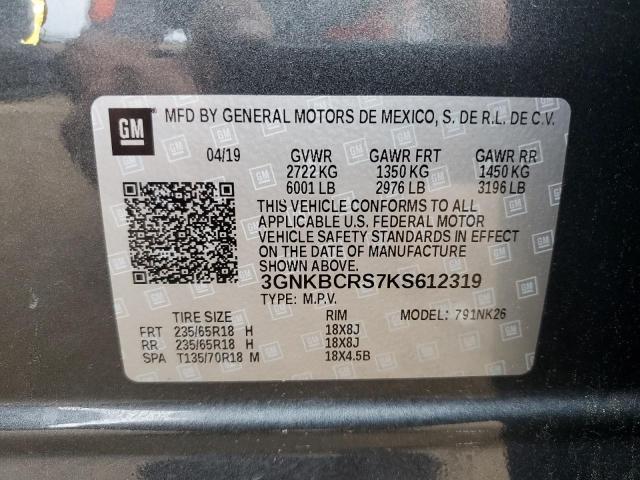 GM
MFD BY GENERAL MOTORS DE MEXICO, S. DE R.L. DE C.V.
04/19 GVWR GAWR FRT GAWR RR
2722 KG 1350 KG 1450 KG
6001 LB 2976 LB 3196 LB
THIS VEHICLE CONFORMS TO ALL
APPLICABLE U.S. FEDERAL MOTOR
VEHICLE SAFETY STANDARDS IN EFFECT
ON THE DATE OF MANUFACTURE
SHOWN ABOVE.
3GNKBCRS7KS612319
TYPE: M.P.V.
TIRE SIZE RIM MODEL: 791NK26
FRT 235/65R18 H 18X8J
RR 235/65R18 H 18X8J
SPA T135/70R18 M 18X4.5B